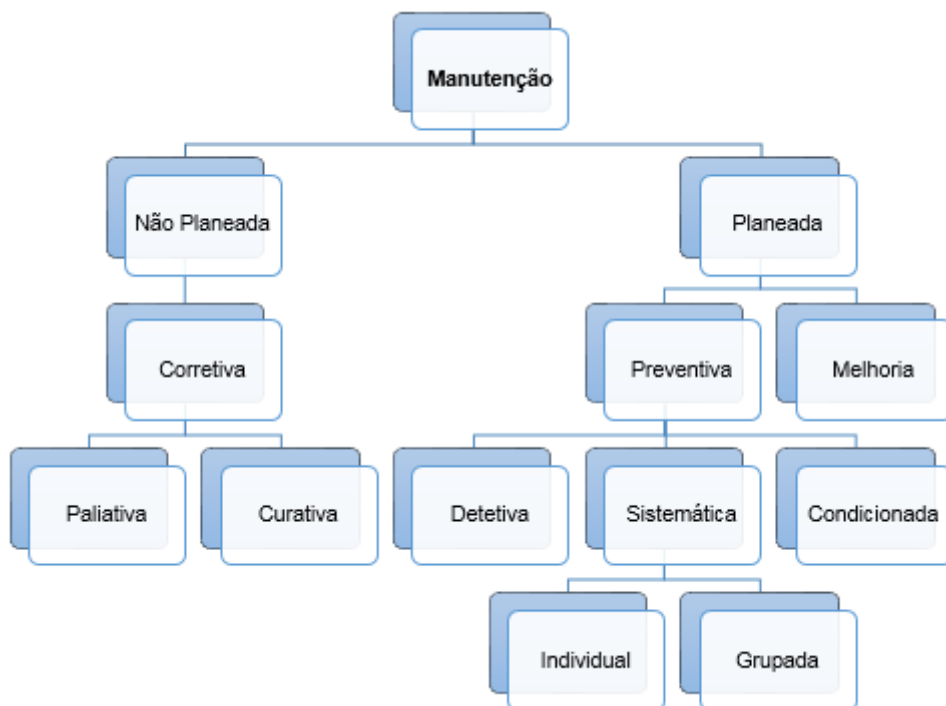 Manutenção
Não Planeada
Planeada
Corretiva
Preventiva
Melhoria
Paliativa
Curativa
Detetiva
Sistemática
Condicionada
Individual
Grupada